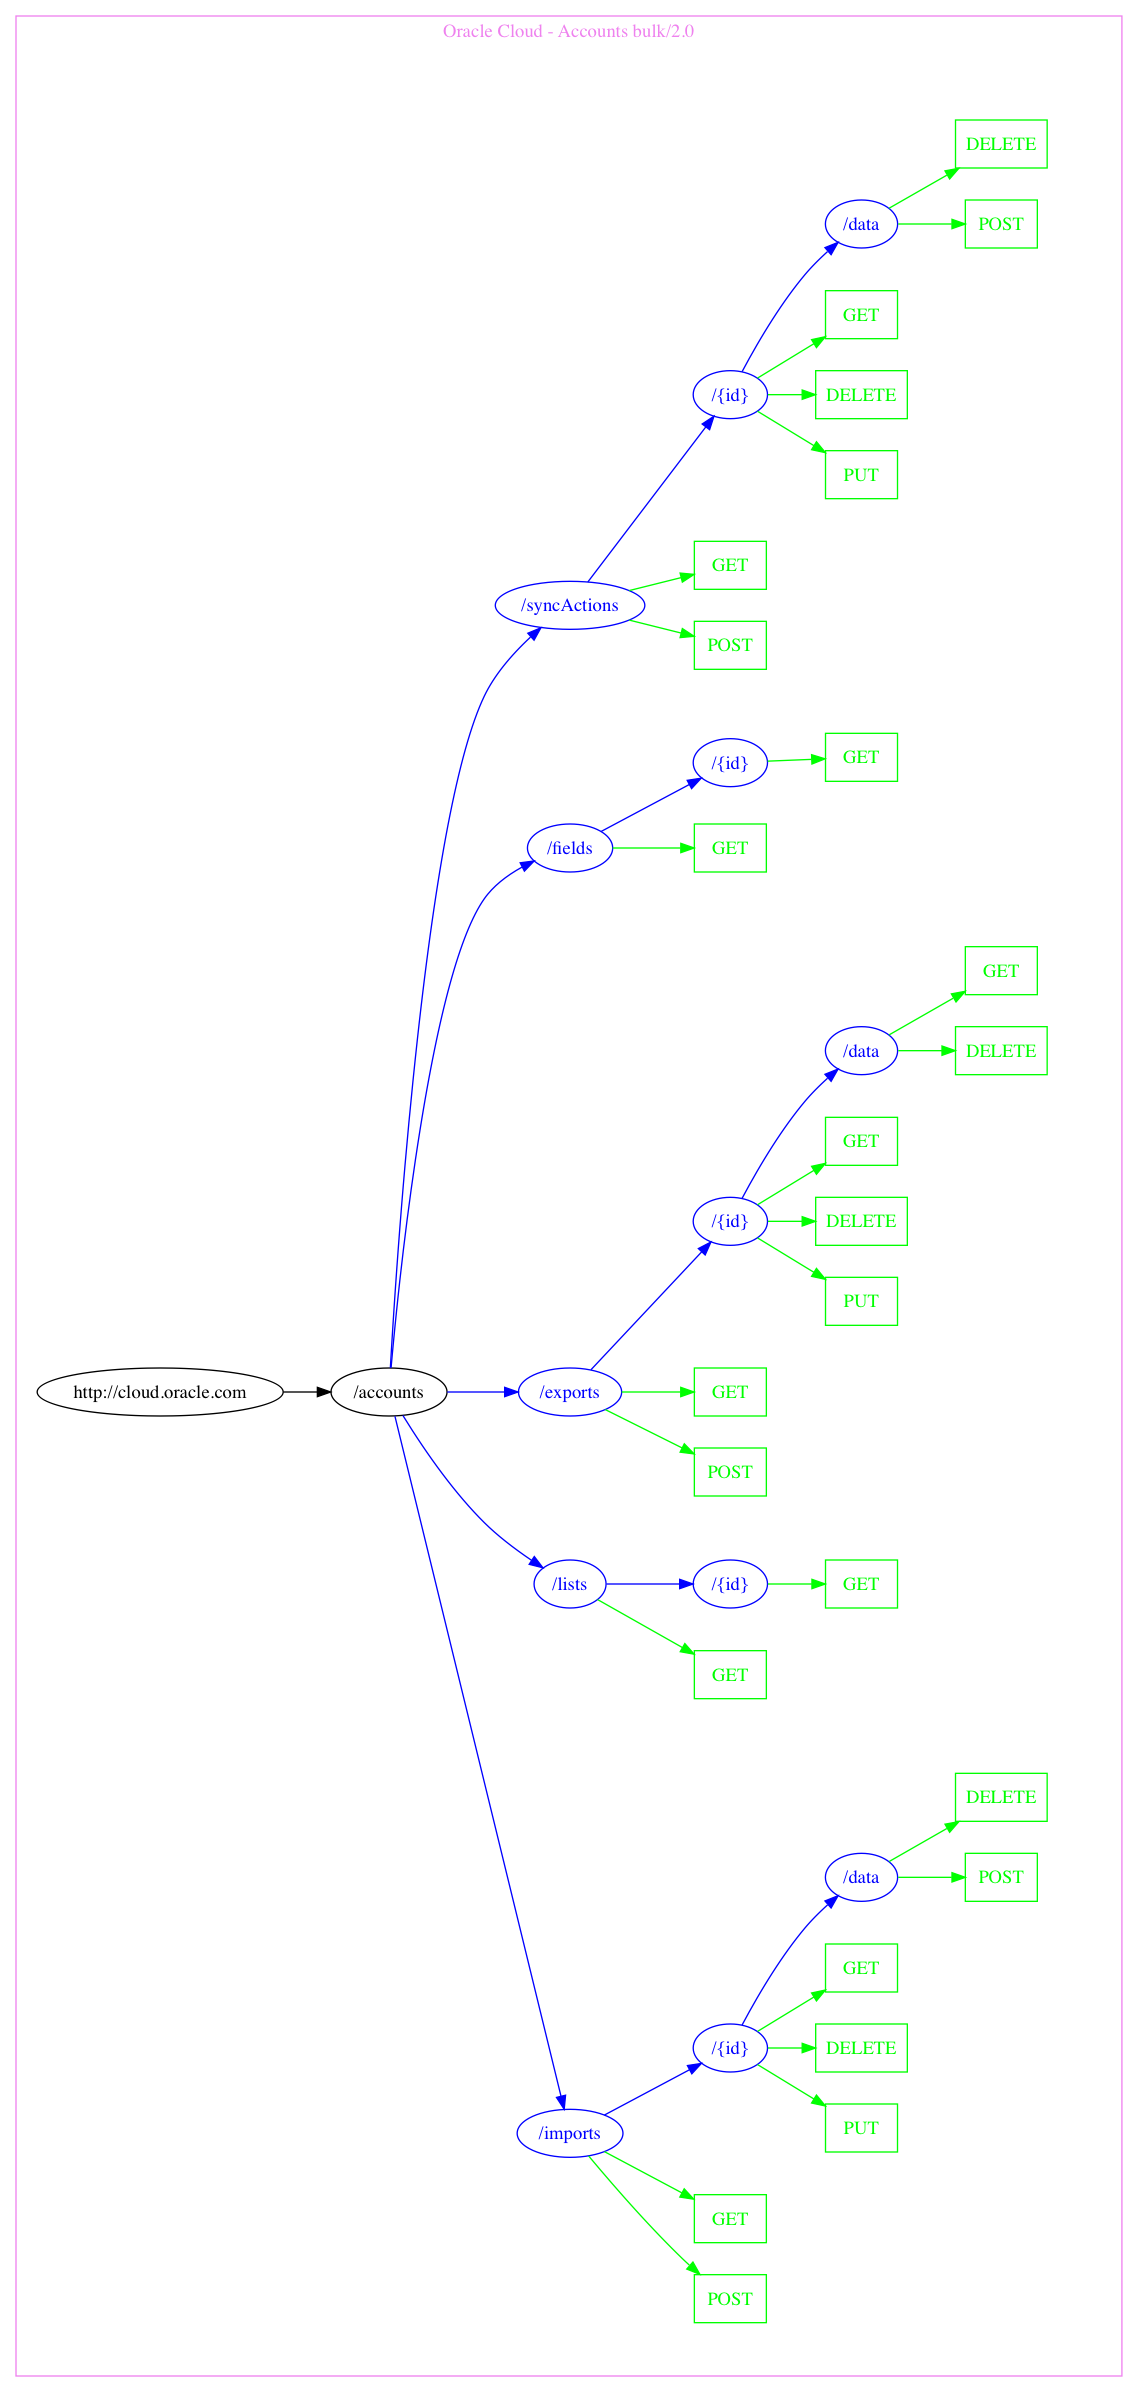 Oracle Cloud - Accounts bulk/2.0
DELETE
/data
POST
GET
/{id}
DELETE
PUT
GET
/syncActions
POST
/{id}
GET
/fields
GET
GET
/data
DELETE
GET
/{id}
DELETE
PUT
http://cloud.oracle.com
/accounts
/exports
GET
POST
/lists
/{id}
GET
GET
DELETE
/data
POST
GET
/{id}
DELETE
PUT
/imports
GET
POST